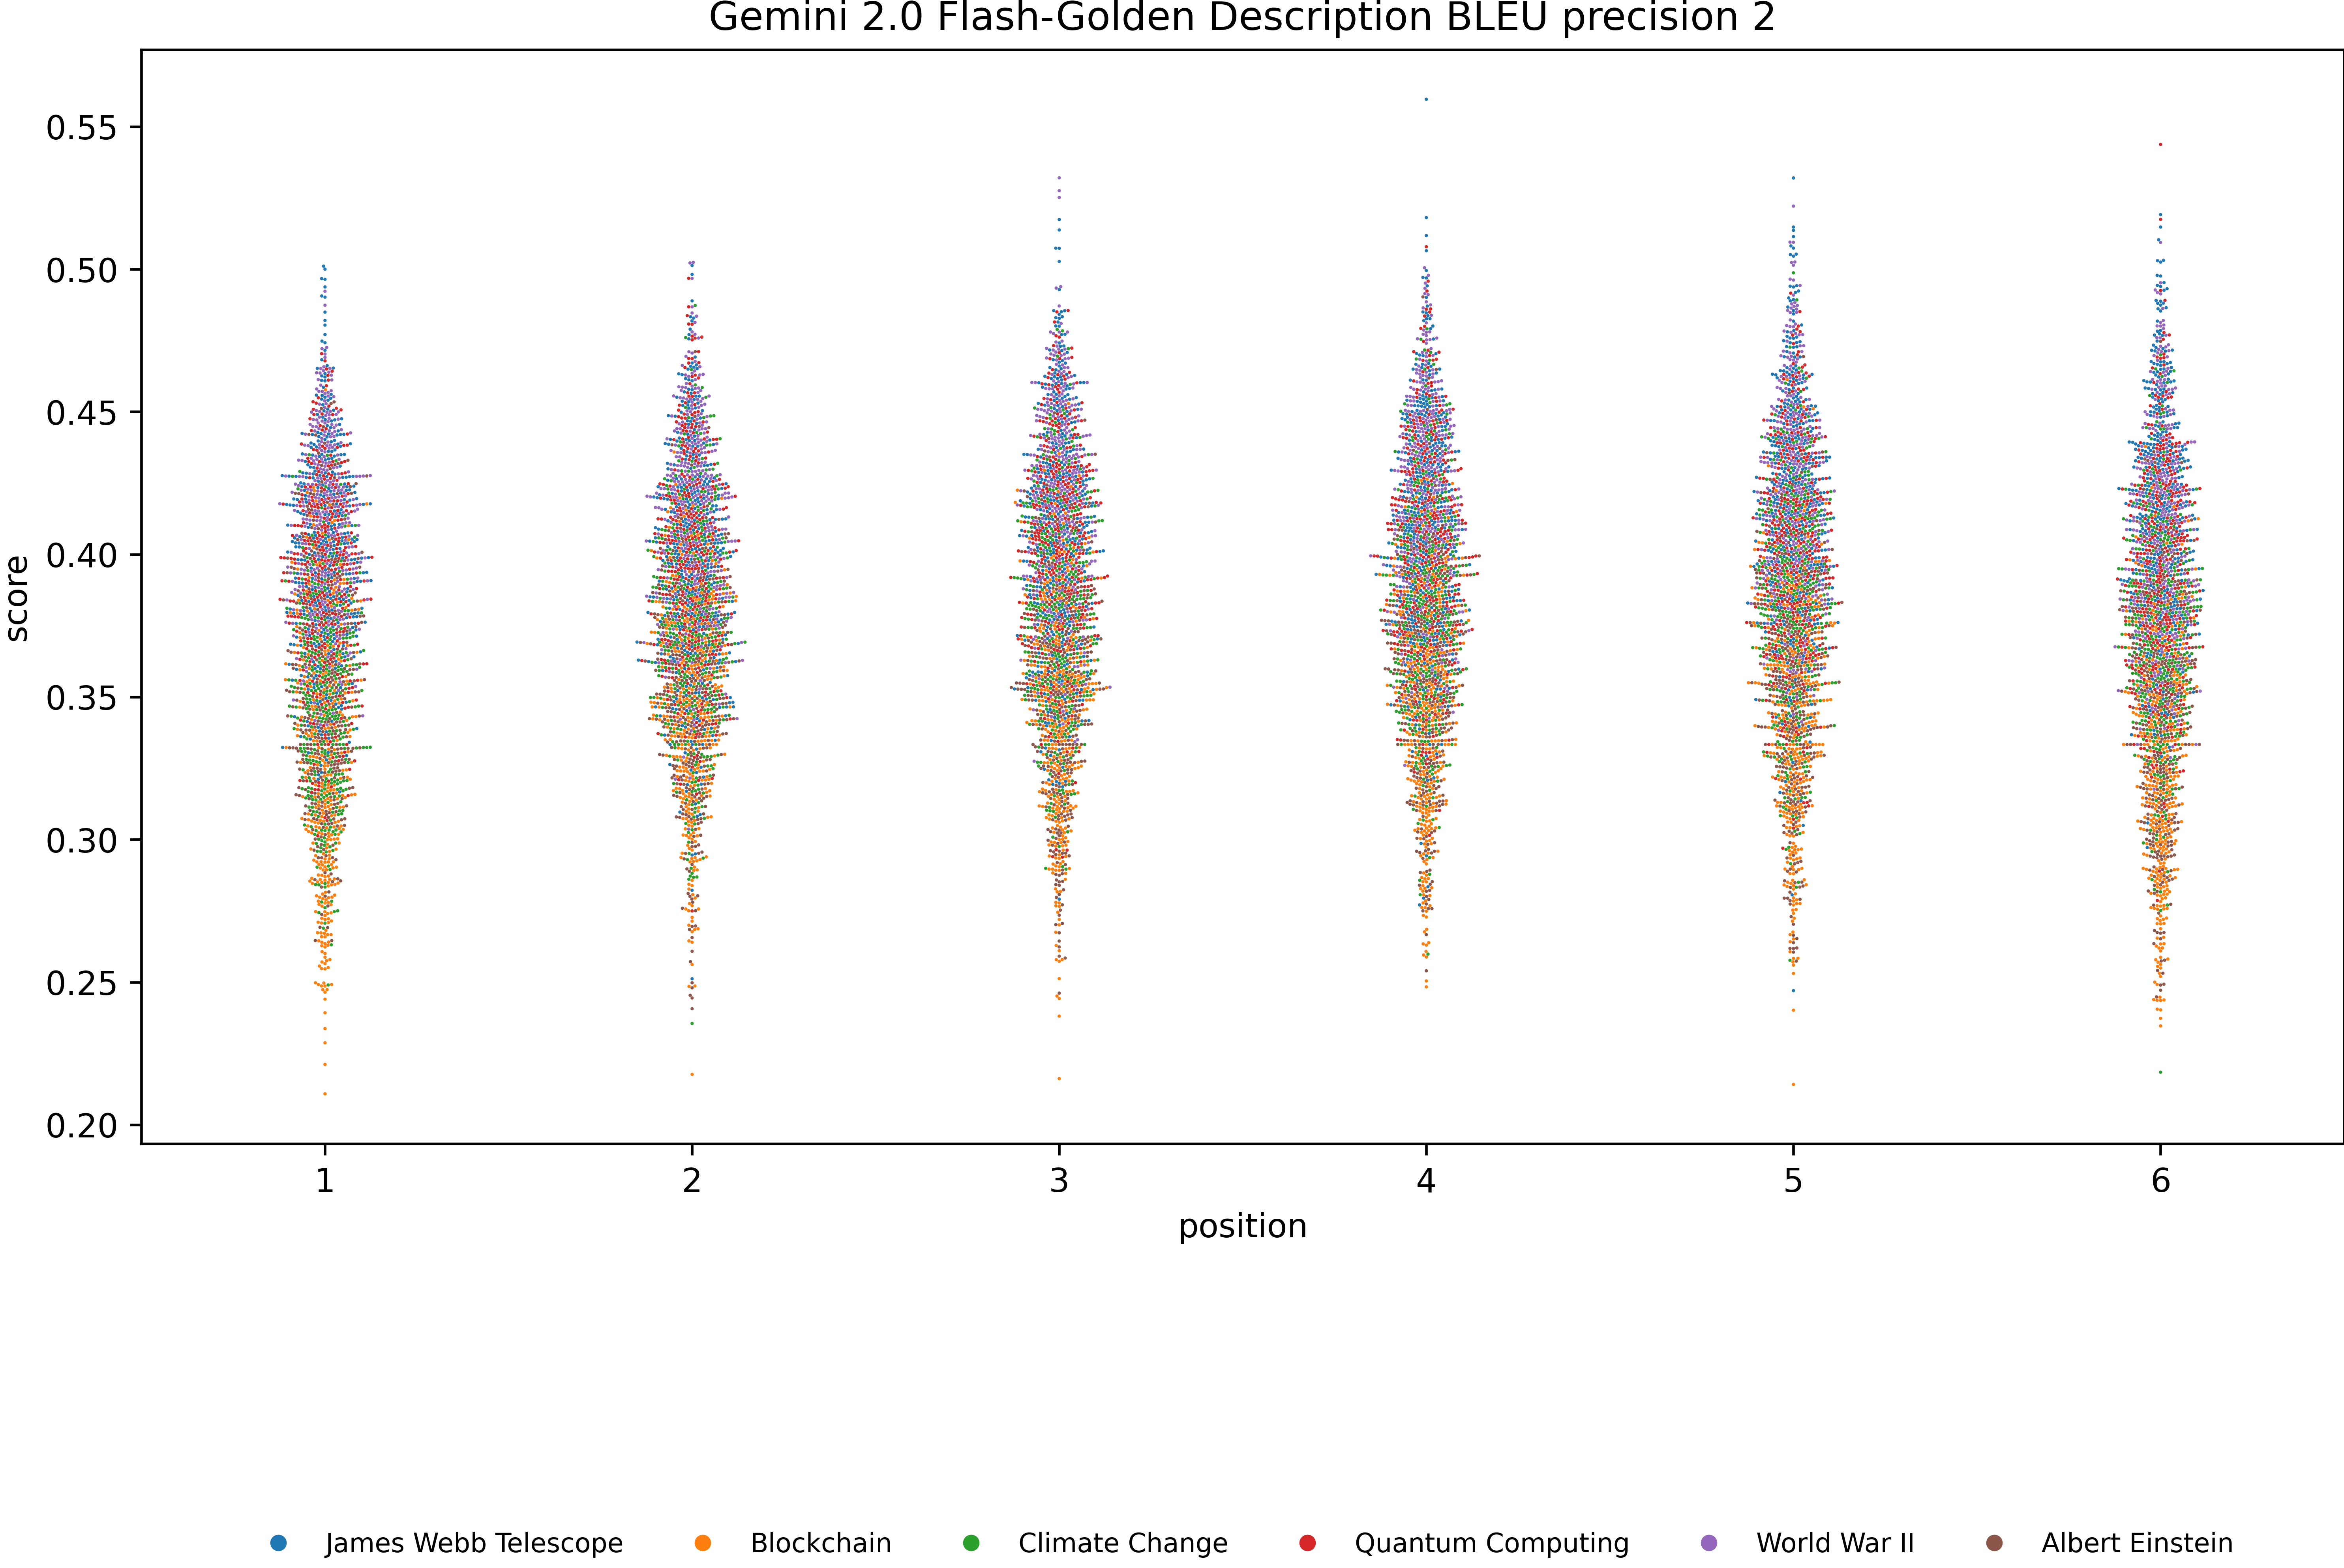 Gemini 2.0 Flash-Golden Description BLEU precision 2
score
0.55
0.50
0.45
0.40
0.35
0.30
0.25
0.20
1 2 3 4 5 6
position
James Webb Telescope Blockchain Climate Change Quantum Computing World War II Albert Einstein